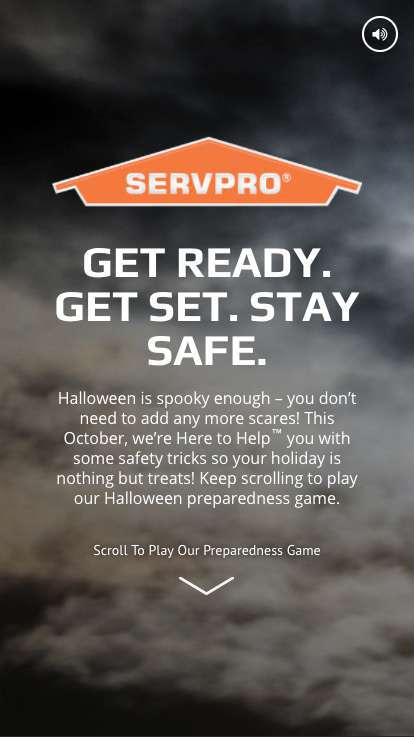 SERVPRO®
GET READY.
GET SET. STAY
SAFE.
Halloween is spooky enough – you don’t
need to add any more scares! This
October, we’re Here to Help™ you with
some safety tricks so your holiday is
nothing but treats! Keep scrolling to play
our Halloween preparedness game.
Scroll To Play Our Preparedness Game